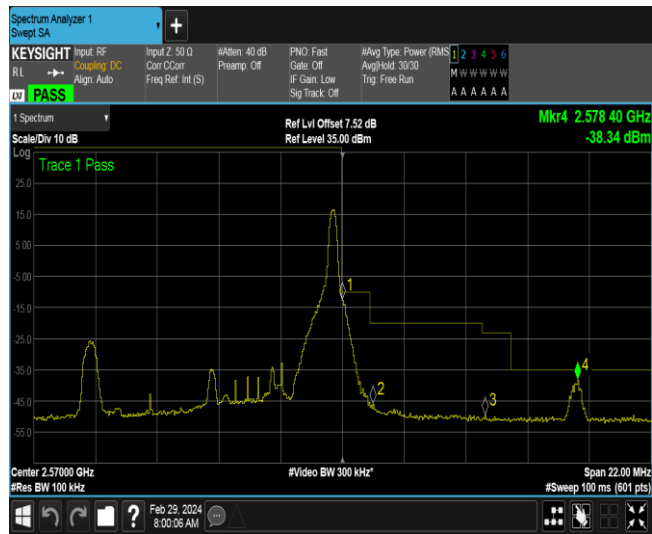 Spectrum Analyzer 1
Swept SA
+
KEYSIGHT
RL
LXI PASS
Input: RF
Coupling: DC
Align: Auto
Input Z: 50 Ω
Corr CCorr
Freq Ref: Int (S)
#Atten: 40 dB
Preamp: Off
PNO: Fast
Gate: Off
IF Gain: Low
Sig Track: Off
#Avg Type: Power (RMS
Avg|Hold: 30/30
Trig: Free Run
1 2 3 4 5 6
M W W W W W
A A A A A A
1 Spectrum
Scale/Div 10 dB
Log
Ref Lvl Offset 7.52 dB
Ref Level 35.00 dBm
Mkr4 2.578 40 GHz
-38.34 dBm
Trace 1 Pass
25.0
15.0
5.00
-5.00
-15.0
-25.0
-35.0
-45.0
-55.0
1
2
3
4
Center 2.57000 GHz
#Res BW 100 kHz
#Video BW 300 kHz*
Span 22.00 MHz
#Sweep 100 ms (601 pts)
?
Feb 29, 2024
8:00:06 AM